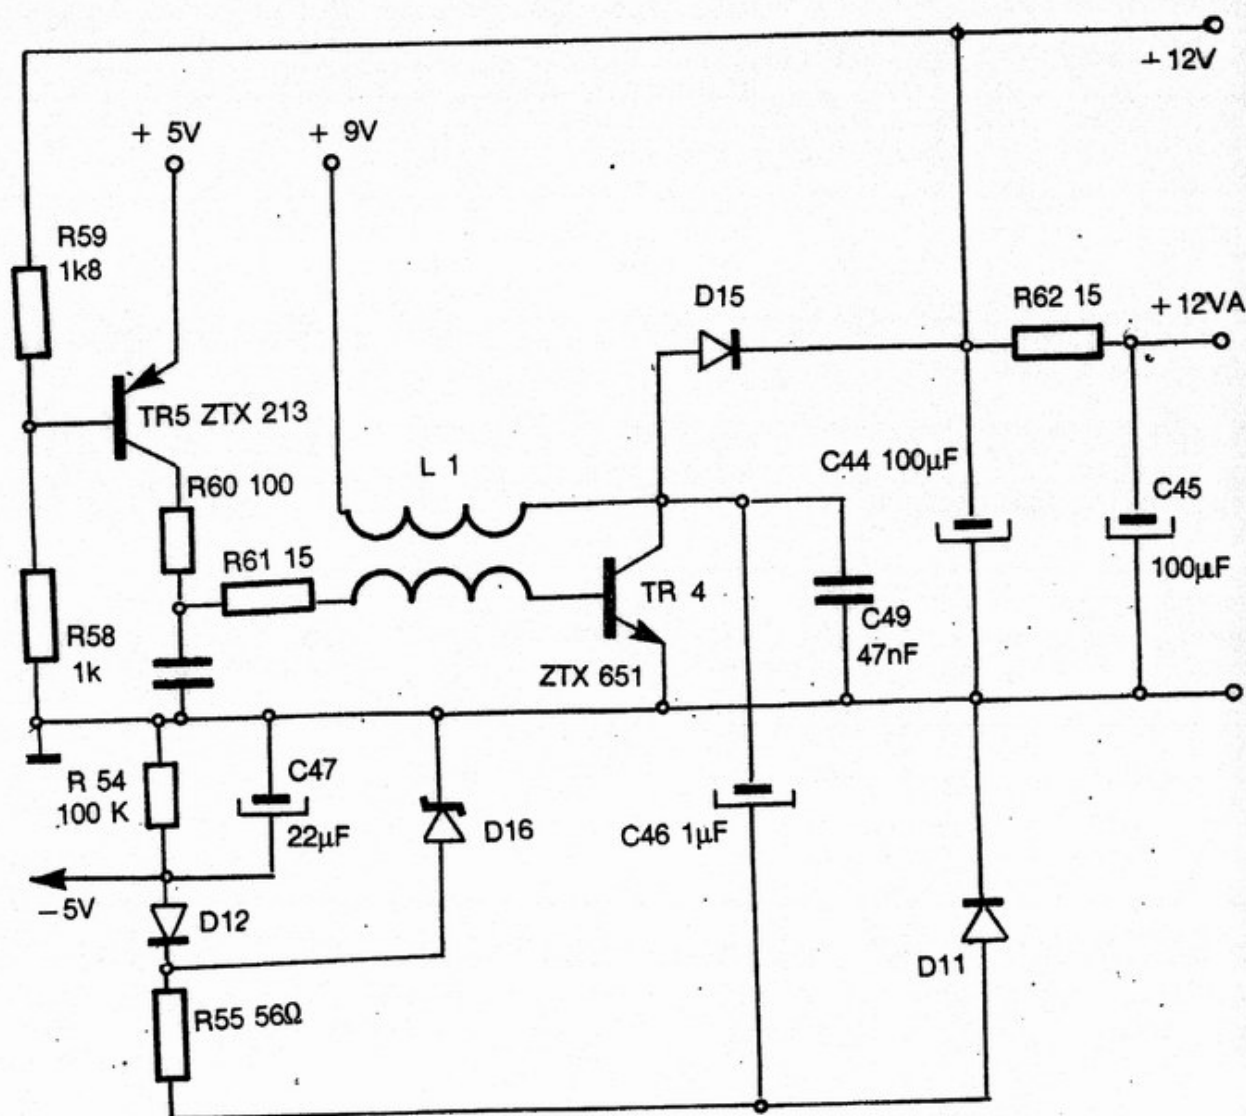 +12V
+ 5V
+ 9V
R59
1k8
D15
R62 15
+12VA
TR5 ZTX 213
L 1
C44 100µF
R60 100
C45
R61 15
100µF
TR 4
C49
47nF
R58
1k
ZTX 651
R 54
100 K
C47
22µF
D16
C46 1µF
−5V
D12
D11
R55 56Ω